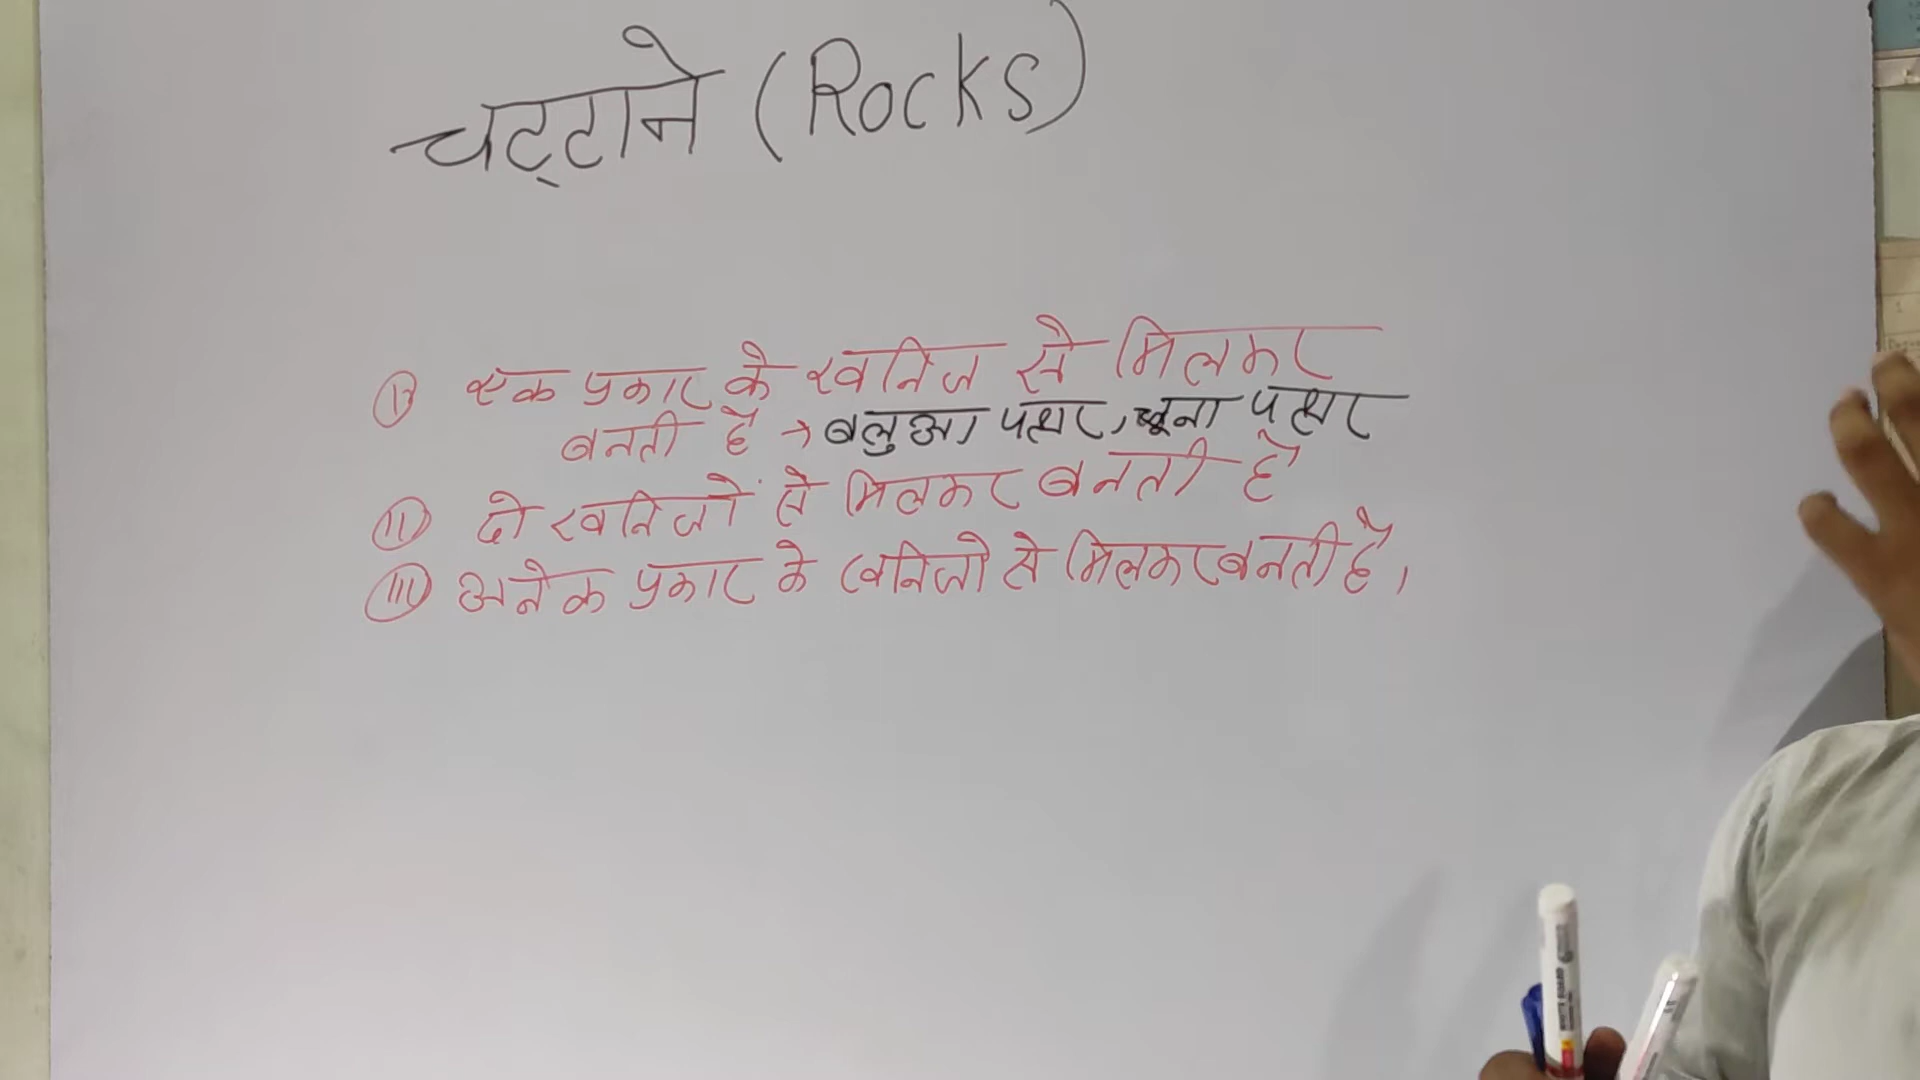 चट्टाने (Rocks)
(i) एक प्रकार के खनिज से मिलकर
बनती है → बलुआ पत्थर, चूना पत्थर
(ii) दो खनिजों से मिलकर बनती है
(iii) अनेक प्रकार के खनिजो से मिलकर बनती है,